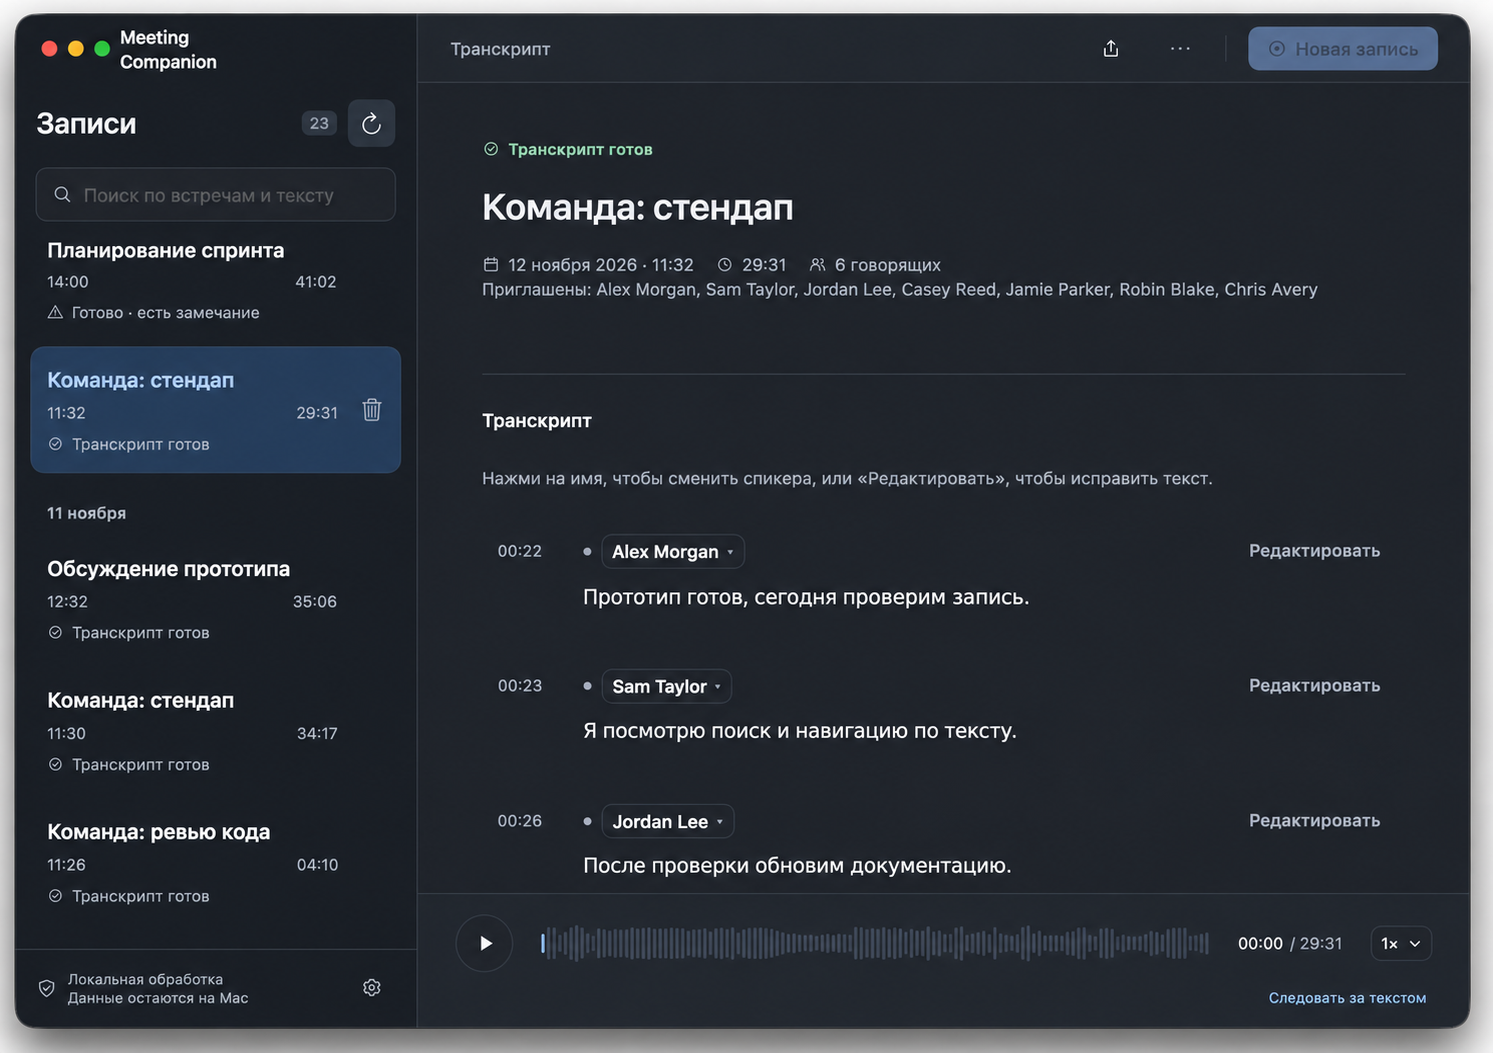 Meeting
Companion
Записи
23
Поиск по встречам и тексту
Планирование спринта
14:00 41:02
Готово · есть замечание
Команда: стендап
11:32 29:31
Транскрипт готов
11 ноября
Обсуждение прототипа
12:32 35:06
Транскрипт готов
Команда: стендап
11:30 34:17
Транскрипт готов
Команда: ревью кода
11:26 04:10
Транскрипт готов
Локальная обработка
Данные остаются на Mac
Транскрипт
Новая запись
Транскрипт готов
Команда: стендап
12 ноября 2026 · 11:32 29:31 6 говорящих
Приглашены: Alex Morgan, Sam Taylor, Jordan Lee, Casey Reed, Jamie Parker, Robin Blake, Chris Avery
Транскрипт
Нажми на имя, чтобы сменить спикера, или «Редактировать», чтобы исправить текст.
00:22 Alex Morgan Редактировать
Прототип готов, сегодня проверим запись.
00:23 Sam Taylor Редактировать
Я посмотрю поиск и навигацию по тексту.
00:26 Jordan Lee Редактировать
После проверки обновим документацию.
00:00 / 29:31 1×
Следовать за текстом